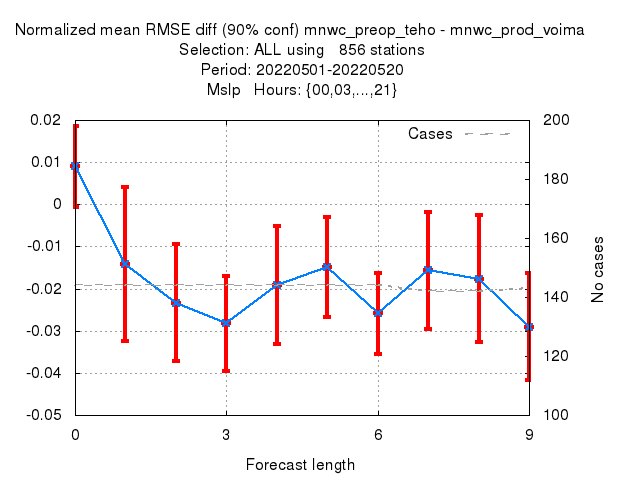 Normalized mean RMSE diff (90% conf) mnwc_preop_teho - mnwc_prod_voima
Selection: ALL using 856 stations
Period: 20220501-20220520
Mslp Hours: {00,03,...,21}
Cases
0.02
0.01
0
-0.01
-0.02
-0.03
-0.04
-0.05
200
180
160
140
120
100
No cases
0 3 6 9
Forecast length